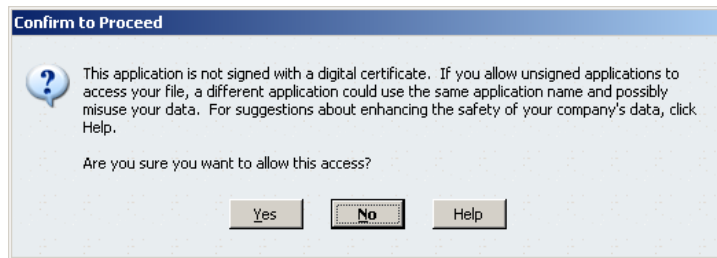 Confirm to Proceed
This application is not signed with a digital certificate. If you allow unsigned applications to
access your file, a different application could use the same application name and possibly
misuse your data. For suggestions about enhancing the safety of your company's data, click
Help.
Are you sure you want to allow this access?
Yes No Help